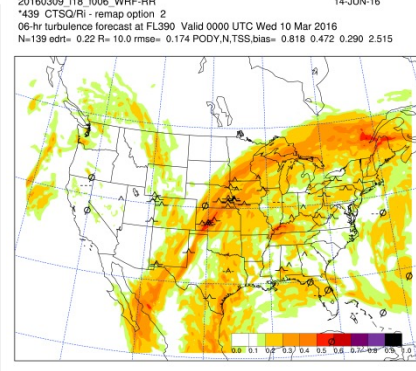 20160309_i18_f006_WRF-RR 14-JUN-16
*439 CTSQ/Ri - remap option 2
06-hr turbulence forecast at FL390 Valid 0000 UTC Wed 10 Mar 2016
N=139 edrt= 0.22 R= 10.0 rmse= 0.174 PODY,N,TSS,bias= 0.818 0.472 0.290 2.515
0.0 0.1 0.2 0.3 0.4 0.5 0.6 0.7 0.8 0.9 1.0